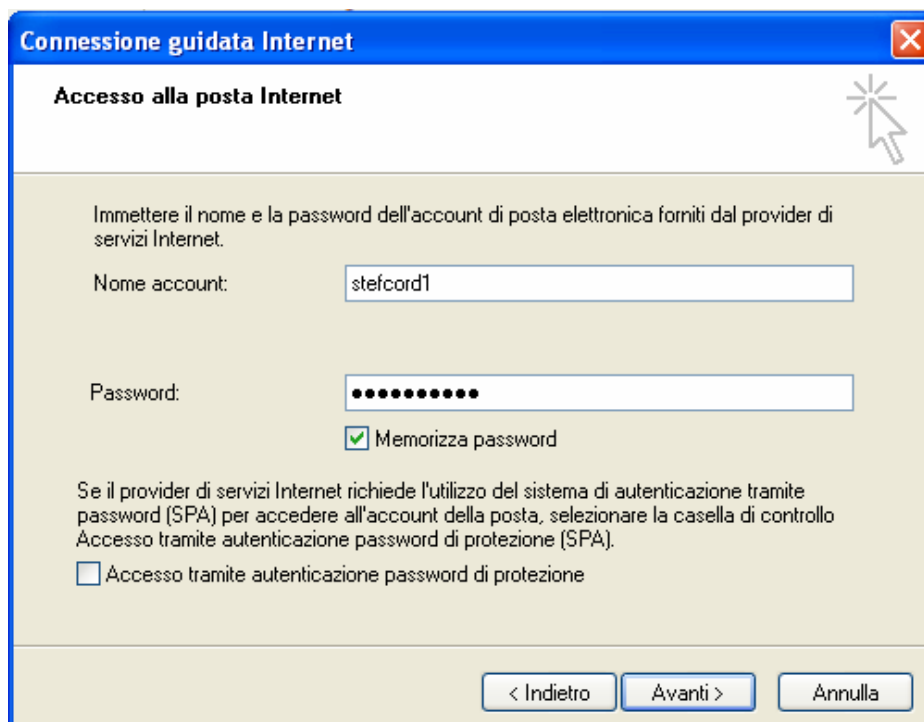 Connessione guidata Internet
Accesso alla posta Internet
Immettere il nome e la password dell'account di posta elettronica forniti dal provider di
servizi Internet.
Nome account:
stefcord1
Password:
●●●●●●●●●●
Memorizza password
Se il provider di servizi Internet richiede l'utilizzo del sistema di autenticazione tramite
password (SPA) per accedere all'account della posta, selezionare la casella di controllo
Accesso tramite autenticazione password di protezione (SPA).
Accesso tramite autenticazione password di protezione
< Indietro
Avanti >
Annulla